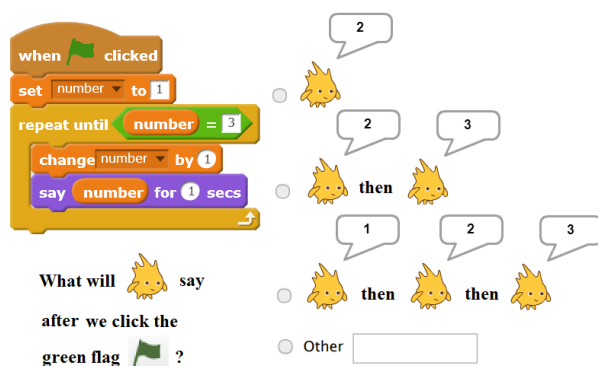 when clicked
set number to 1
repeat until number = 3
change number by 1
say number for 1 secs
What will say
after we click the
green flag ?
2
2 3
then
1 2 3
then then
Other